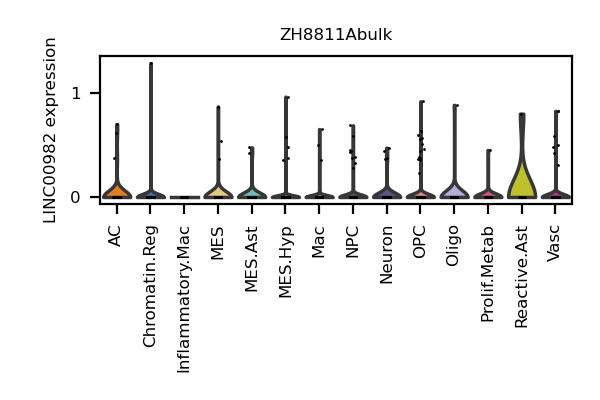 ZH8811Abulk
LINC00982 expression
1
0
AC
Chromatin.Reg
Inflammatory.Mac
MES
MES.Ast
MES.Hyp
Mac
NPC
Neuron
OPC
Oligo
Prolif.Metab
Reactive.Ast
Vasc